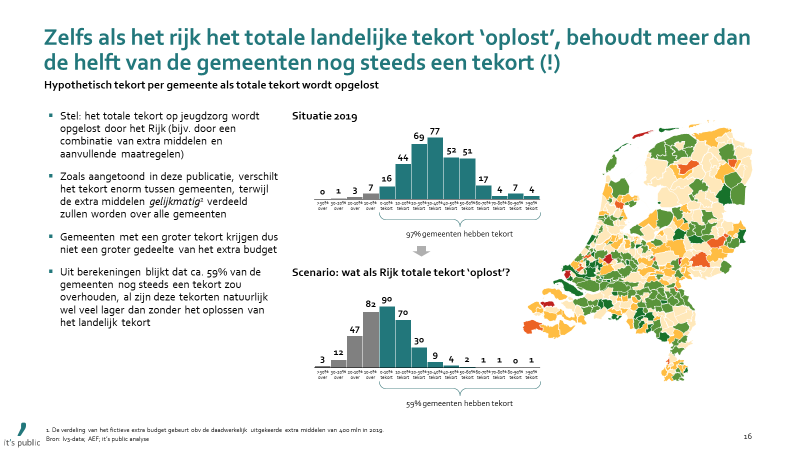 Zelfs als het rijk het totale landelijke tekort ‘oplost’, behoudt meer dan
de helft van de gemeenten nog steeds een tekort (!)
Hypothetisch tekort per gemeente als totale tekort wordt opgelost
Stel: het totale tekort op jeugdzorg wordt
opgelost door het Rijk (bijv. door een
combinatie van extra middelen en
aanvullende maatregelen)
Zoals aangetoond in deze publicatie, verschilt
het tekort enorm tussen gemeenten, terwijl
de extra middelen gelijkmatig¹ verdeeld
zullen worden over alle gemeenten
Gemeenten met een groter tekort krijgen dus
niet een groter gedeelte van het extra budget
Uit berekeningen blijkt dat ca. 59% van de
gemeenten nog steeds een tekort zou
overhouden, al zijn deze tekorten natuurlijk
wel veel lager dan zonder het oplossen van
het landelijk tekort
Situatie 2019
0 1 3 7 16 44 69 77 52 51 17 4 7 4
97% gemeenten hebben tekort
Scenario: wat als Rijk totale tekort ‘oplost’?
3 12 47 82 90 70 30 9 4 2 1 1 0 1
59% gemeenten hebben tekort
1. De verdeling van het fictieve extra budget gebeurt obv de daadwerkelijk uitgekeerde extra middelen van 400 mln in 2019.
Bron: Iv3-data; AEF; it's public analyse
it's public
16